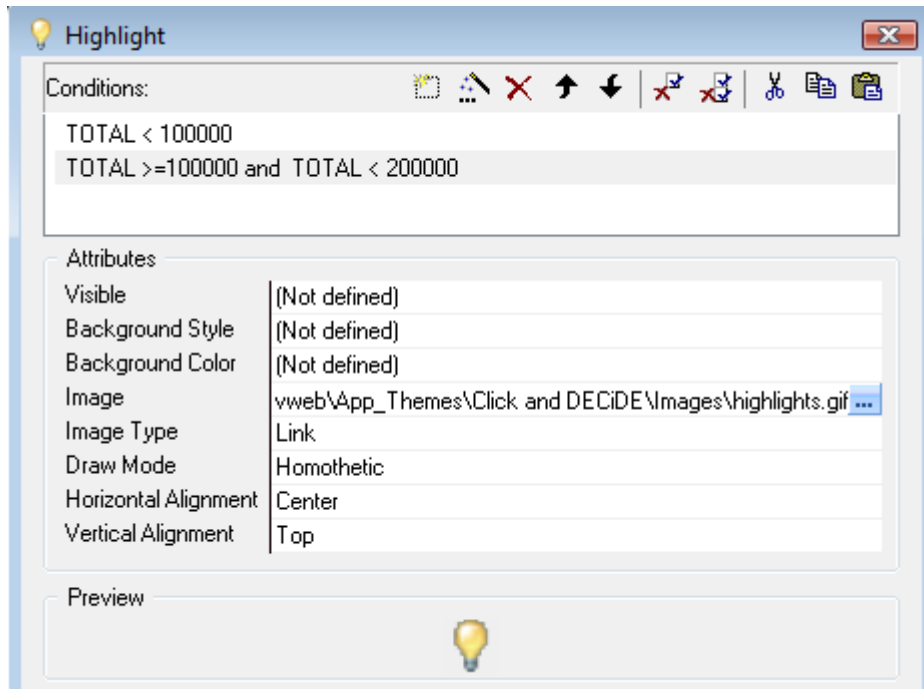 Highlight
Conditions:
TOTAL < 100000
TOTAL >=100000 and  TOTAL < 200000
Attributes
Visible (Not defined)
Background Style (Not defined)
Background Color (Not defined)
Image vweb\App_Themes\Click and DECiDE\Images\highlights.gif ...
Image Type Link
Draw Mode Homothetic
Horizontal Alignment Center
Vertical Alignment Top
Preview